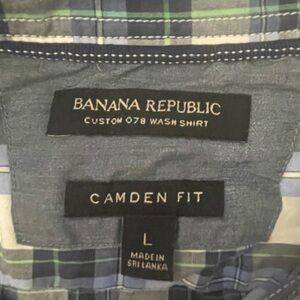 BANANA REPUBLIC
CUSTOM 078 WASH SHIRT
CAMDEN FIT
L
MADE IN
SRI LANKA